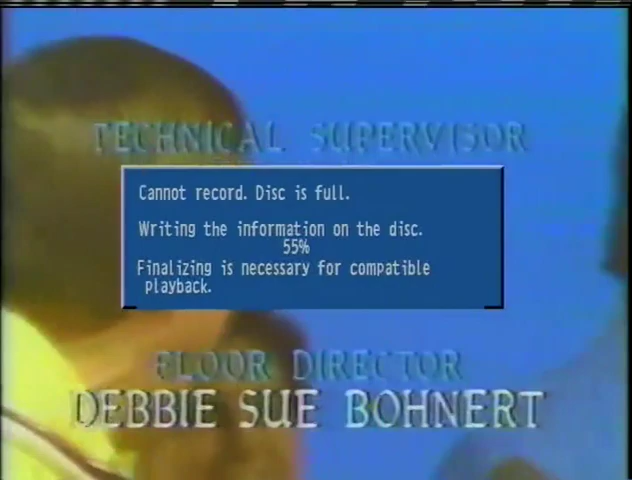 TECHNICAL SUPERVISOR
Cannot record. Disc is full.
Writing the information on the disc.
55%
Finalizing is necessary for compatible
playback.
FLOOR DIRECTOR
DEBBIE SUE BOHNERT